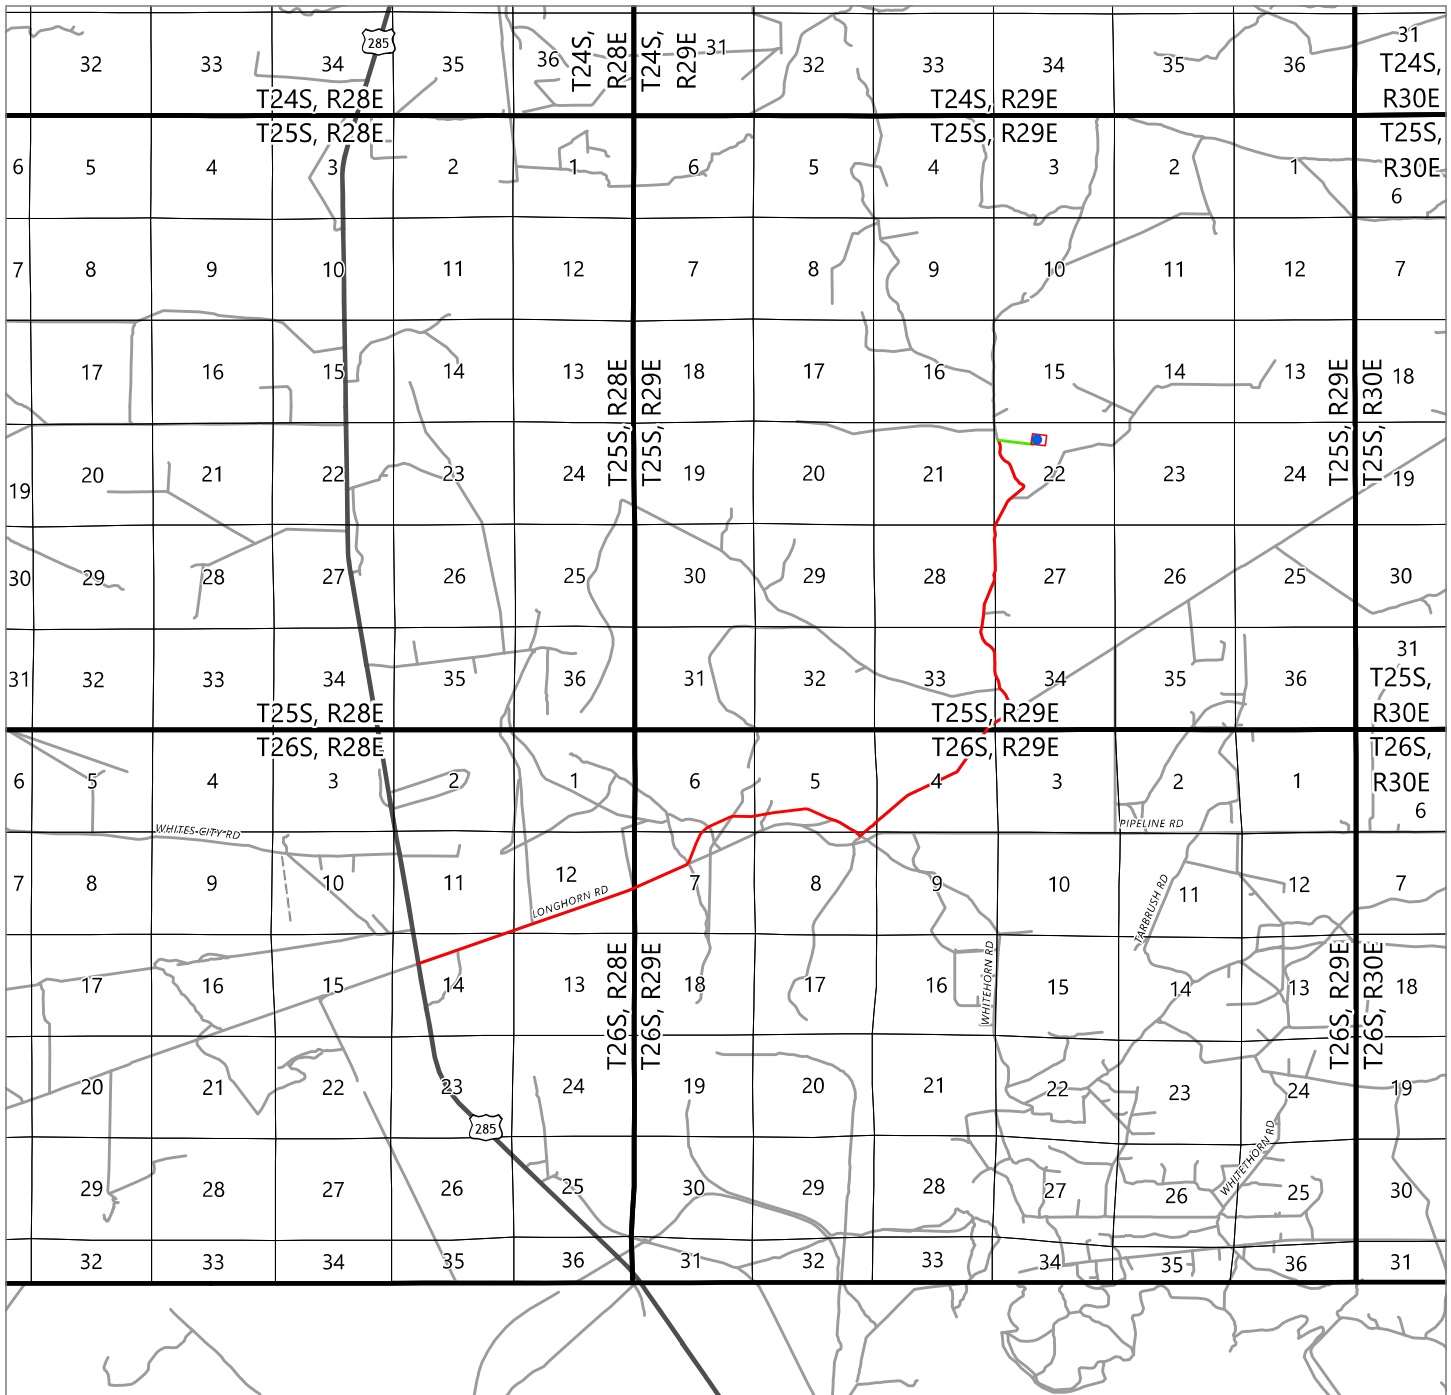 285
31
32 33 34 35 36 T24S, R28E T24S, R29E 31 32 33 34 35 36 T24S, R30E
T24S, R28E T24S, R29E
T25S, R28E T25S, R29E T25S, R30E
6 5 4 3 2 1 6 5 4 3 2 1 6
7 8 9 10 11 12 7 8 9 10 11 12 7
17 16 15 14 13 18 17 16 15 14 13 18
T25S, R28E T25S, R29E T25S, R29E T25S, R30E
19 20 21 22 23 24 19 20 21 22 23 24 19
30 29 28 27 26 25 30 29 28 27 26 25 30
31 32 33 34 35 36 31 32 33 34 35 36 31
T25S, R28E T25S, R29E T25S, R30E
T26S, R28E T26S, R29E T26S, R30E
6 5 4 3 2 1 6 5 4 3 2 1 6
WHITES CITY RD PIPELINE RD
7 8 9 10 11 12 7 8 9 10 11 12 7
LONGHORN RD TARBRUSH RD
17 16 15 14 13 18 17 16 15 14 13 18
T26S, R28E T26S, R29E WHITEHORN RD T26S, R29E T26S, R30E
20 21 22 23 24 19 20 21 22 23 24 19
285 WHITETHORN RD
29 28 27 26 25 30 29 28 27 26 25 30
32 33 34 35 36 31 32 33 34 35 36 31